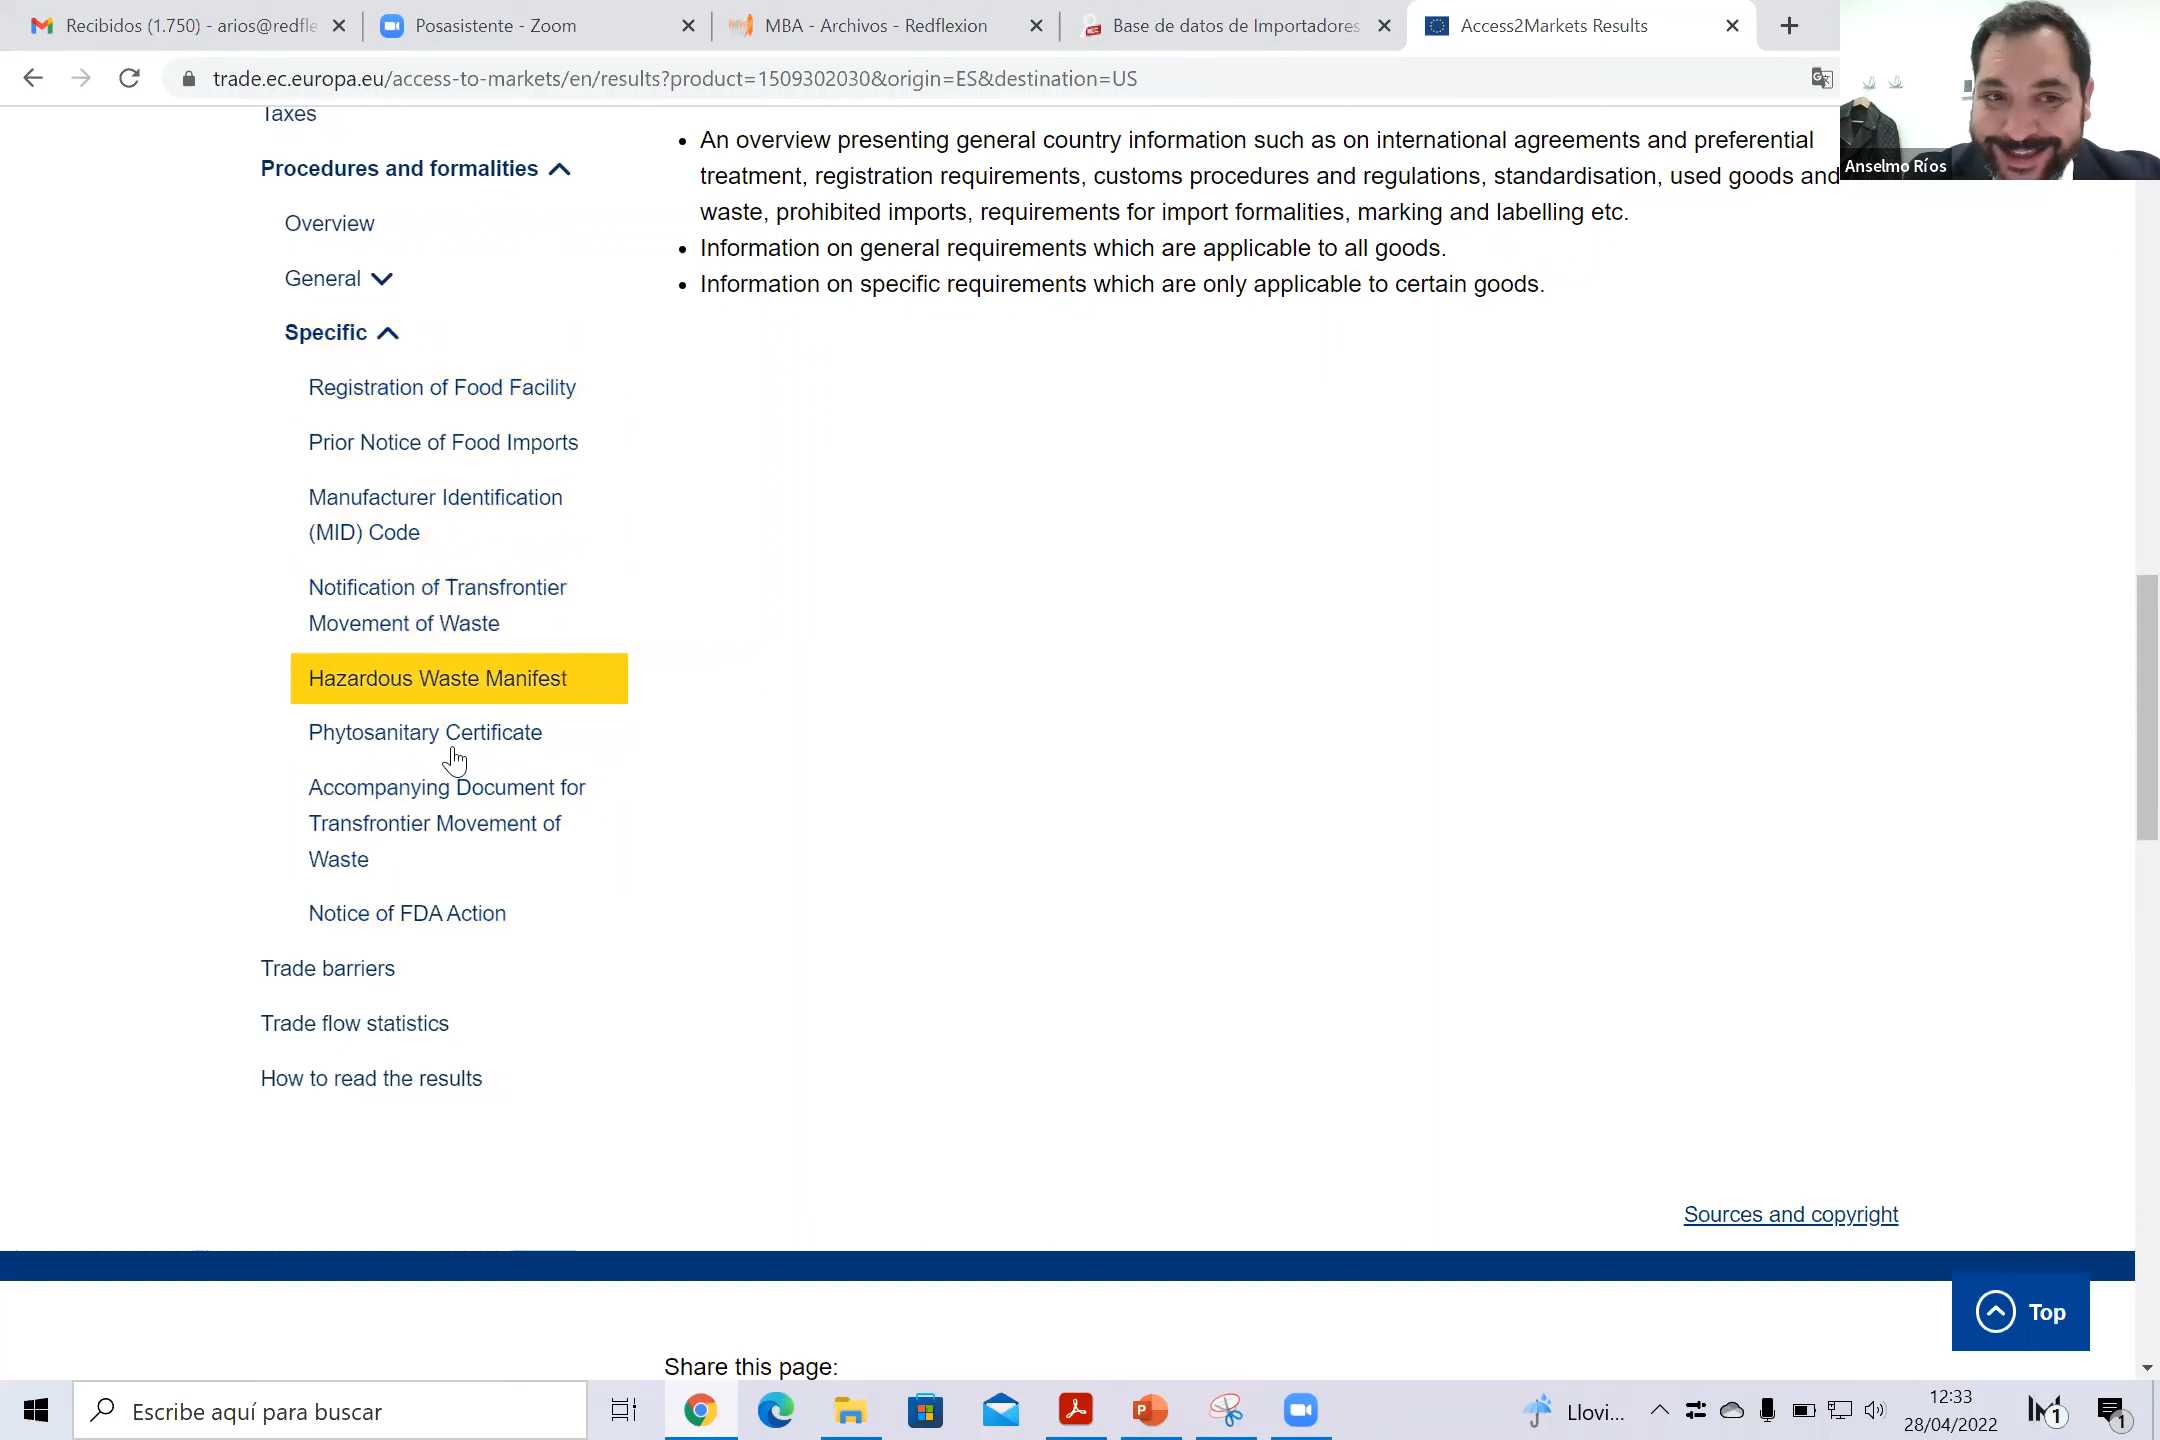 Recibidos (1.750) - arios@redfle
Posasistente - Zoom
MBA - Archivos - Redflexion
Base de datos de Importadores
Access2Markets Results
trade.ec.europa.eu/access-to-markets/en/results?product=1509302030&origin=ES&destination=US
Anselmo Ríos
Taxes
Procedures and formalities
Overview
General
Specific
Registration of Food Facility
Prior Notice of Food Imports
Manufacturer Identification
(MID) Code
Notification of Transfrontier
Movement of Waste
Hazardous Waste Manifest
Phytosanitary Certificate
Accompanying Document for
Transfrontier Movement of
Waste
Notice of FDA Action
Trade barriers
Trade flow statistics
How to read the results
• An overview presenting general country information such as on international agreements and preferential
treatment, registration requirements, customs procedures and regulations, standardisation, used goods and
waste, prohibited imports, requirements for import formalities, marking and labelling etc.
• Information on general requirements which are applicable to all goods.
• Information on specific requirements which are only applicable to certain goods.
Sources and copyright
Top
Share this page:
Escribe aquí para buscar
Llovi...
12:33
28/04/2022
1
1